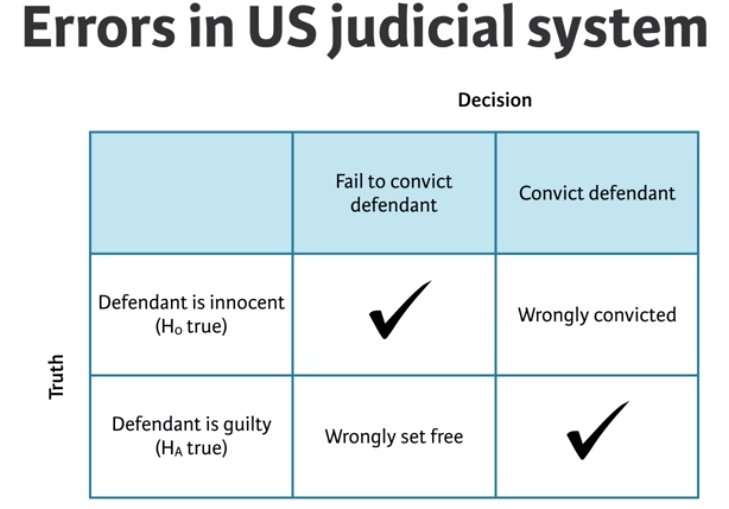 Errors in US judicial system
Decision
Fail to convict
defendant
Convict defendant
Truth
Defendant is innocent
(H₀ true)
Wrongly convicted
Defendant is guilty
(Hᴀ true)
Wrongly set free